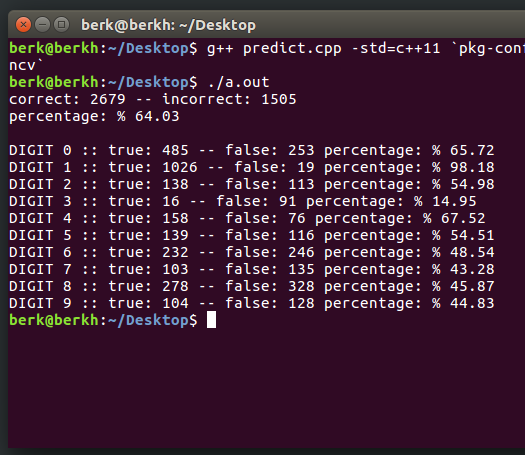 berk@berkh: ~/Desktop
berk@berkh:~/Desktop$ g++ predict.cpp -std=c++11 `pkg-conf
ncv`
berk@berkh:~/Desktop$ ./a.out
correct: 2679 -- incorrect: 1505
percentage: % 64.03
DIGIT 0 :: true: 485 -- false: 253 percentage: % 65.72
DIGIT 1 :: true: 1026 -- false: 19 percentage: % 98.18
DIGIT 2 :: true: 138 -- false: 113 percentage: % 54.98
DIGIT 3 :: true: 16 -- false: 91 percentage: % 14.95
DIGIT 4 :: true: 158 -- false: 76 percentage: % 67.52
DIGIT 5 :: true: 139 -- false: 116 percentage: % 54.51
DIGIT 6 :: true: 232 -- false: 246 percentage: % 48.54
DIGIT 7 :: true: 103 -- false: 135 percentage: % 43.28
DIGIT 8 :: true: 278 -- false: 328 percentage: % 45.87
DIGIT 9 :: true: 104 -- false: 128 percentage: % 44.83
berk@berkh:~/Desktop$